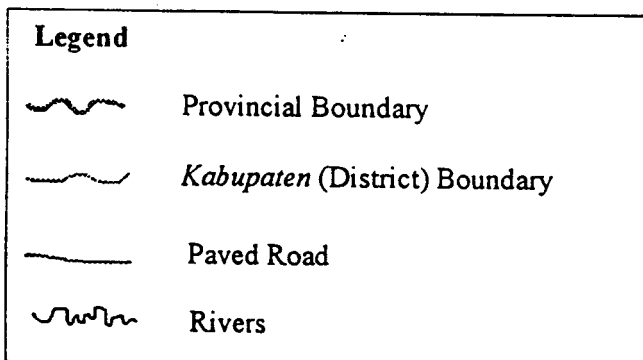 Legend
Provincial Boundary
Kabupaten (District) Boundary
Paved Road
Rivers